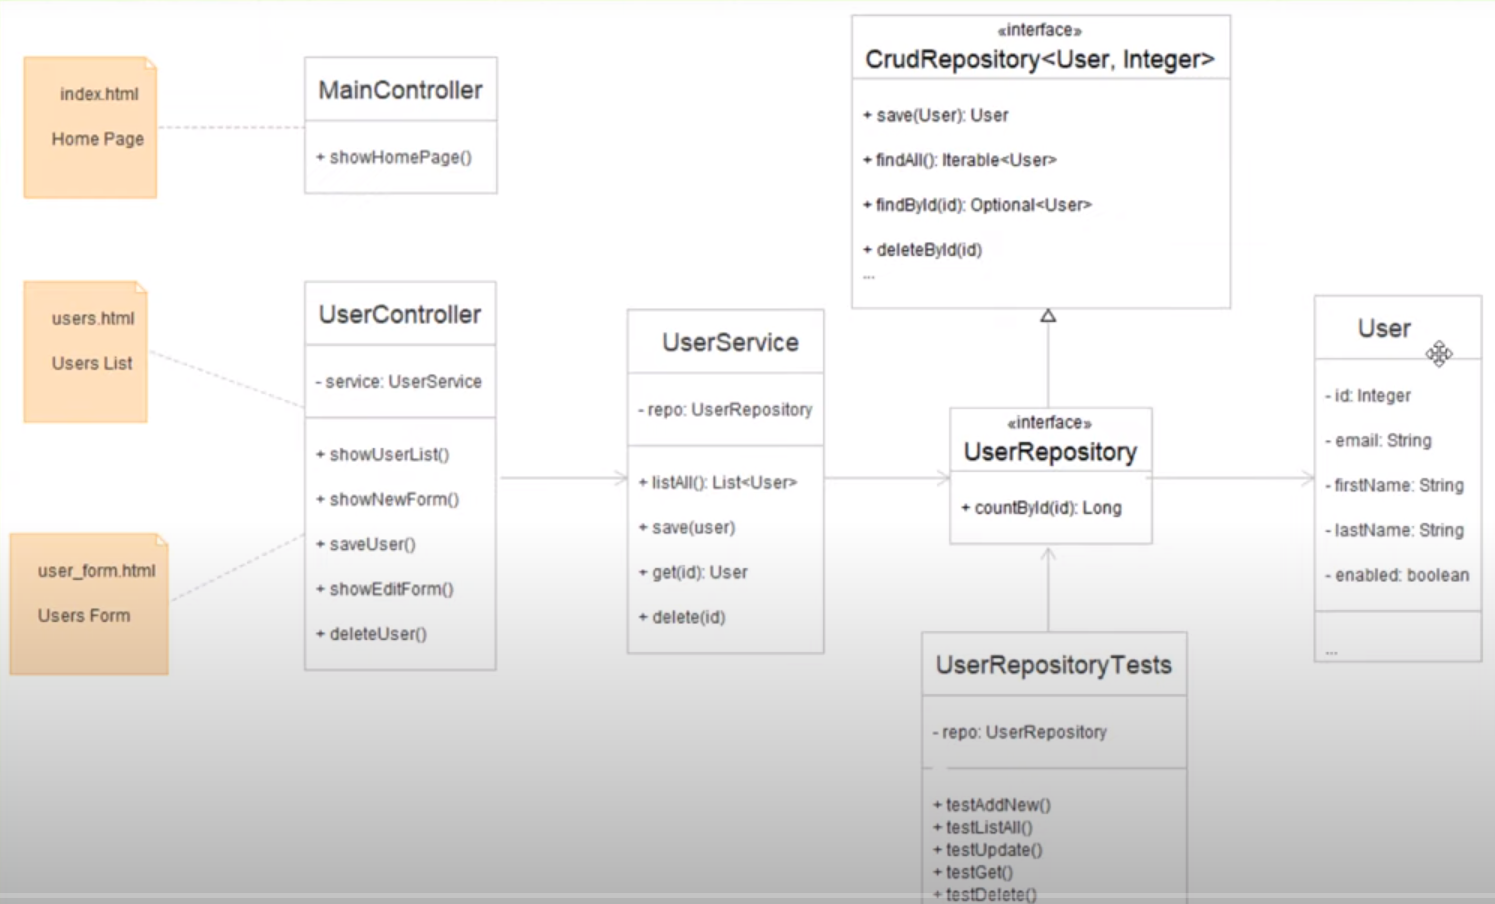 index.html
Home Page
MainController
+ showHomePage()
«interface»
CrudRepository<User, Integer>
+ save(User): User
+ findAll(): Iterable<User>
+ findById(id): Optional<User>
+ deleteById(id)
...
users.html
Users List
user_form.html
Users Form
UserController
- service: UserService
+ showUserList()
+ showNewForm()
+ saveUser()
+ showEditForm()
+ deleteUser()
UserService
- repo: UserRepository
+ listAll(): List<User>
+ save(user)
+ get(id): User
+ delete(id)
«interface»
UserRepository
+ countById(id): Long
User
- id: Integer
- email: String
- firstName: String
- lastName: String
- enabled: boolean
...
UserRepositoryTests
- repo: UserRepository
+ testAddNew()
+ testListAll()
+ testUpdate()
+ testGet()
+ testDelete()